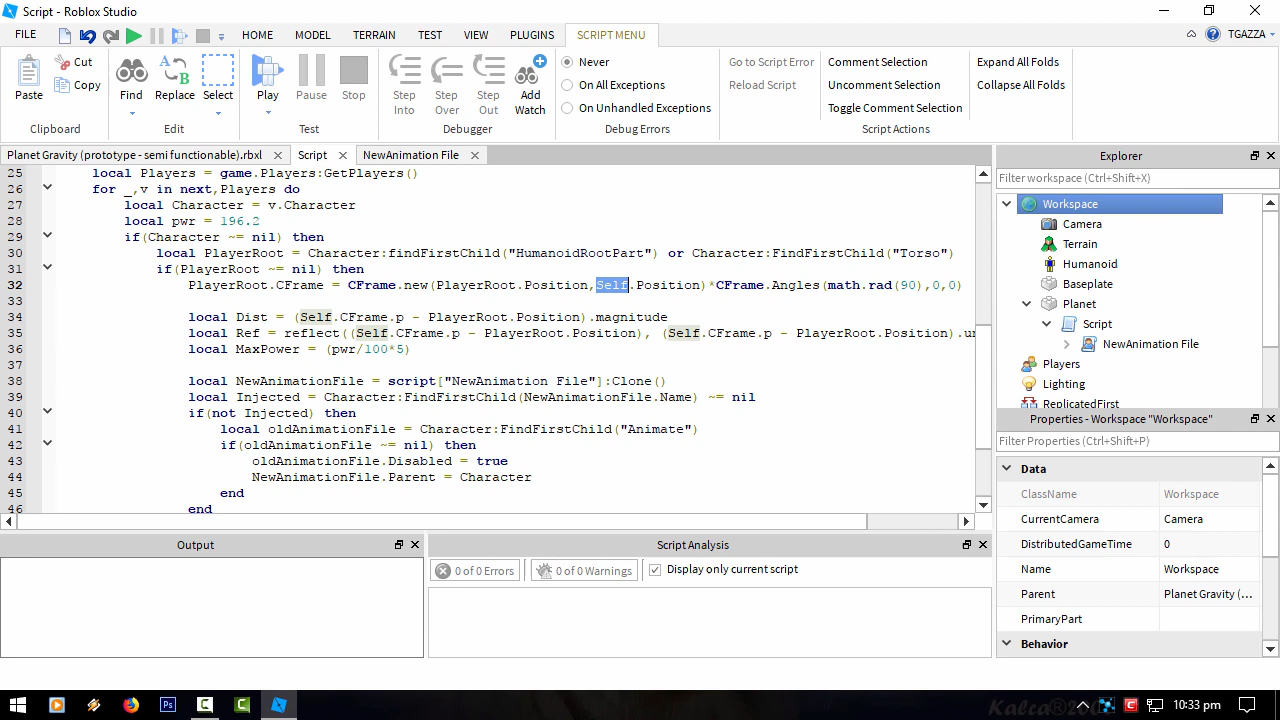 Script - Roblox Studio
FILE HOME MODEL TERRAIN TEST VIEW PLUGINS SCRIPT MENU TGAZZA
Paste
Cut
Copy
Clipboard
Find
Replace
Select
Edit
Play
Pause
Stop
Test
Step Into
Step Over
Step Out
Add Watch
Debugger
Never
On All Exceptions
On Unhandled Exceptions
Debug Errors
Go to Script Error
Reload Script
Comment Selection
Uncomment Selection
Toggle Comment Selection
Script Actions
Expand All Folds
Collapse All Folds
Planet Gravity (prototype - semi functionable).rbxl
Script
NewAnimation File
25 local Players = game.Players:GetPlayers()
26 for _,v in next,Players do
27 local Character = v.Character
28 local pwr = 196.2
29 if(Character ~= nil) then
30 local PlayerRoot = Character:findFirstChild("HumanoidRootPart") or Character:FindFirstChild("Torso")
31 if(PlayerRoot ~= nil) then
32 PlayerRoot.CFrame = CFrame.new(PlayerRoot.Position,Self.Position)*CFrame.Angles(math.rad(90),0,0)
33
34 local Dist = (Self.CFrame.p - PlayerRoot.Position).magnitude
35 local Ref = reflect((Self.CFrame.p - PlayerRoot.Position), (Self.CFrame.p - PlayerRoot.Position).un
36 local MaxPower = (pwr/100*5)
37
38 local NewAnimationFile = script["NewAnimation File"]:Clone()
39 local Injected = Character:FindFirstChild(NewAnimationFile.Name) ~= nil
40 if(not Injected) then
41 local oldAnimationFile = Character:FindFirstChild("Animate")
42 if(oldAnimationFile ~= nil) then
43 oldAnimationFile.Disabled = true
44 NewAnimationFile.Parent = Character
45 end
46 end
Explorer
Filter workspace (Ctrl+Shift+X)
Workspace
Camera
Terrain
Humanoid
Baseplate
Planet
Script
NewAnimation File
Players
Lighting
ReplicatedFirst
Properties - Workspace "Workspace"
Filter Properties (Ctrl+Shift+P)
Data
ClassName Workspace
CurrentCamera Camera
DistributedGameTime 0
Name Workspace
Parent Planet Gravity (...
PrimaryPart
Behavior
Output
Script Analysis
0 of 0 Errors
0 of 0 Warnings
Display only current script
Ps
10:33 pm